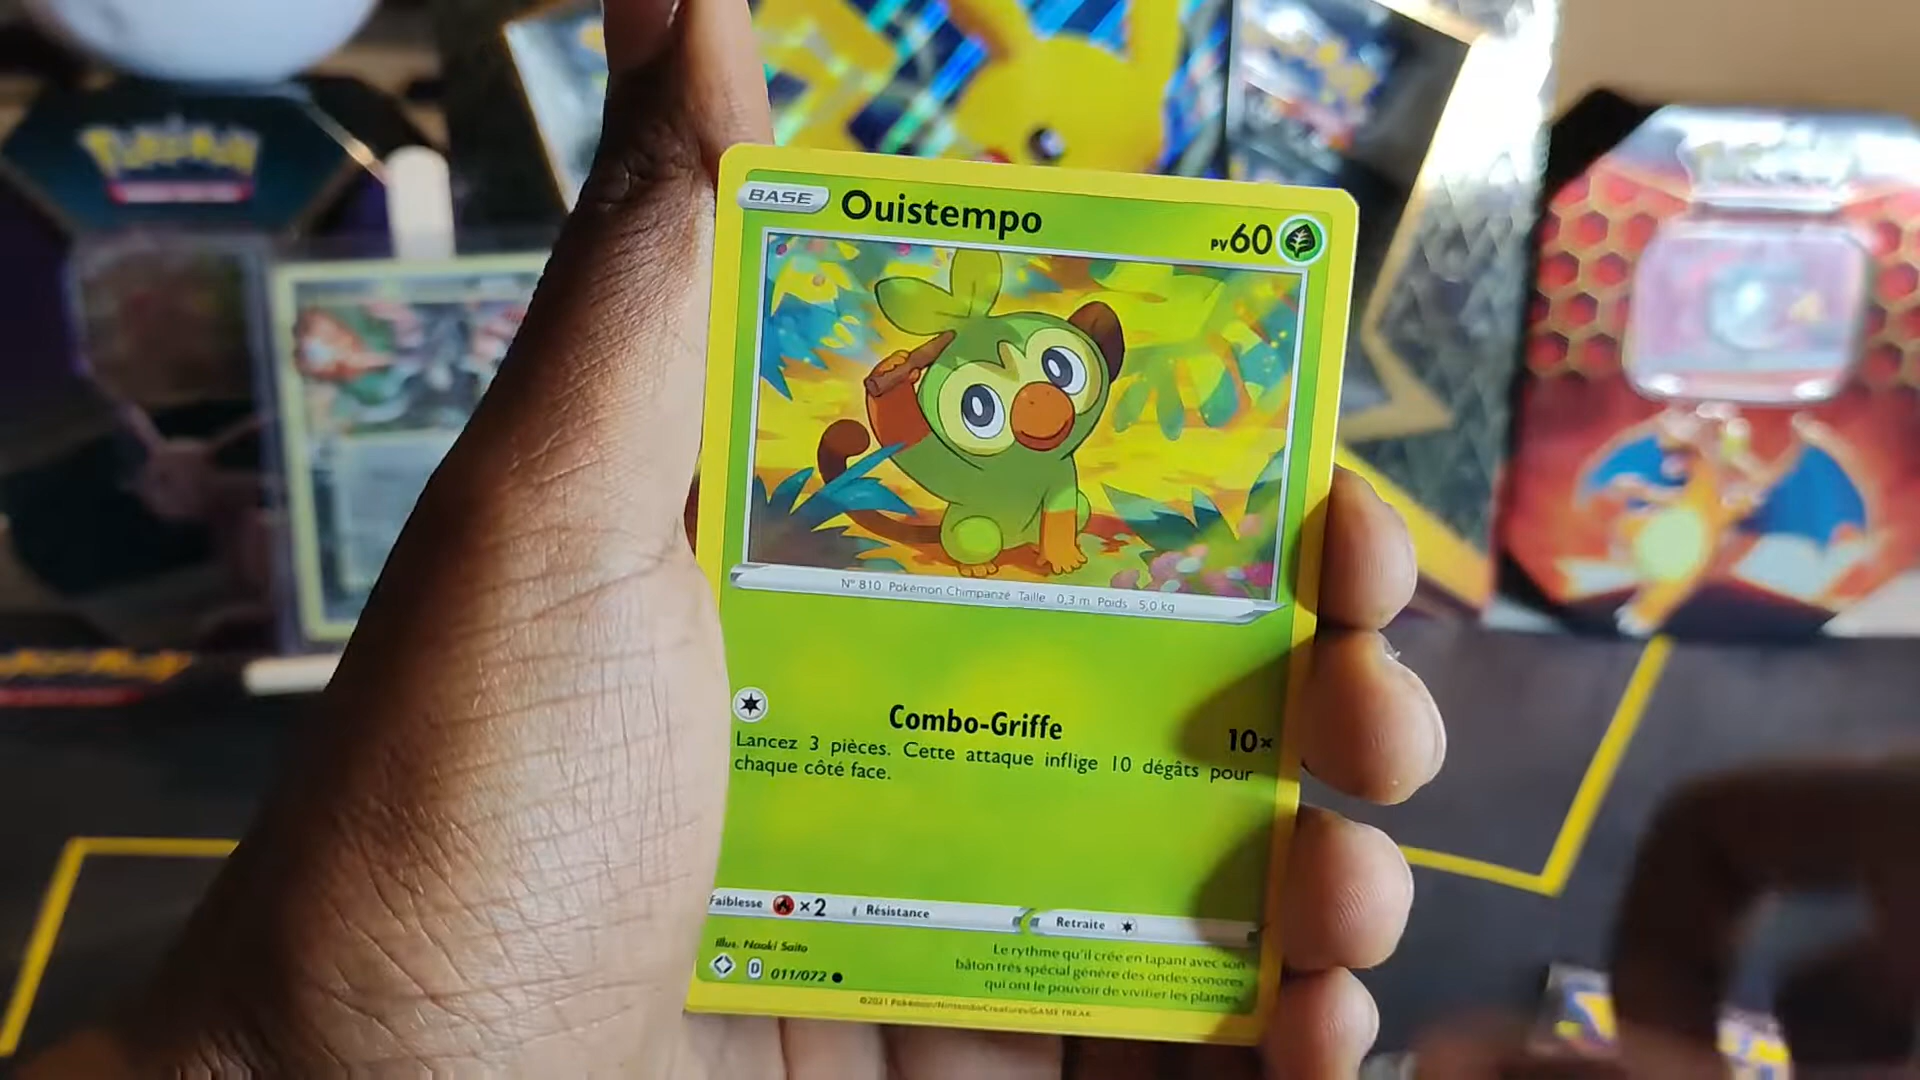 Pokémon
BASE Ouistempo PV60
N° 810 Pokémon Chimpanzé Taille 0,3 m Poids 5,0 kg
Combo-Griffe 10×
Lancez 3 pièces. Cette attaque inflige 10 dégâts pour
chaque côté face.
Faiblesse ×2 Résistance Retraite
Illus. Naoki Saito
Le rythme qu'il crée en tapant avec son
bâton très spécial génère des ondes sonores
qui ont le pouvoir de vivifier les plantes.
D 011/072
©2021 Pokémon/Nintendo/Creatures/GAME FREAK